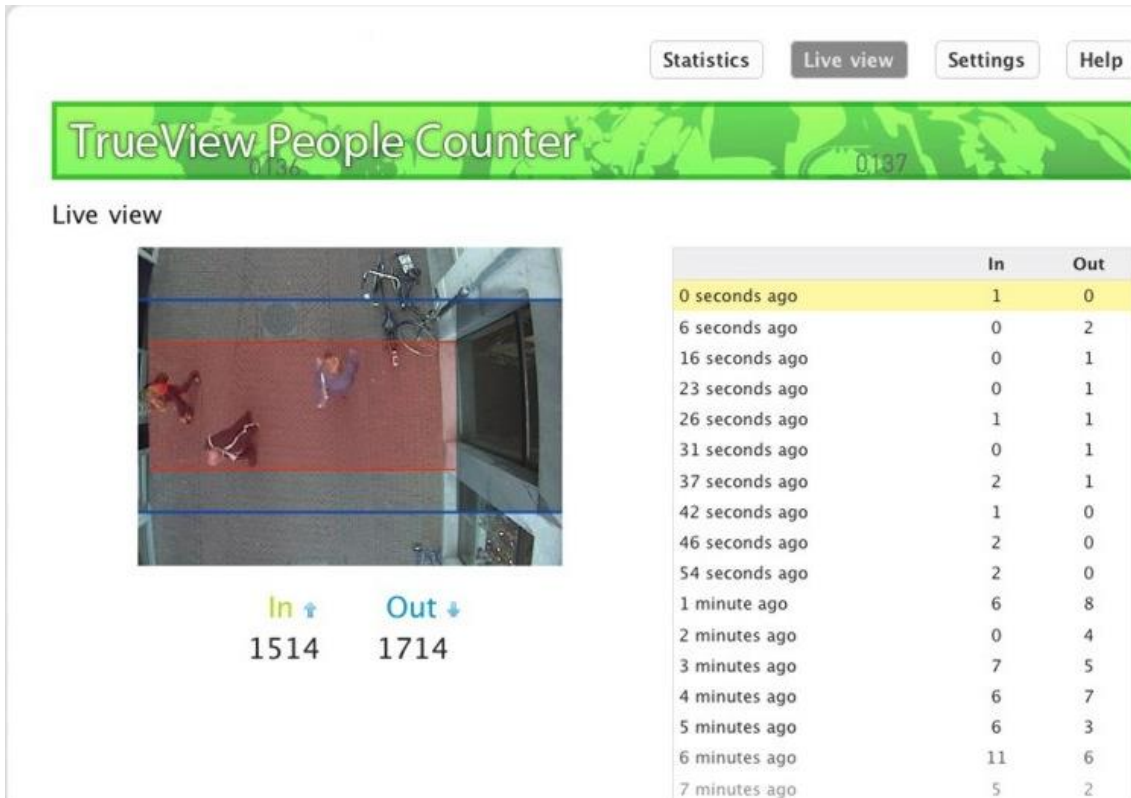 Statistics Live view Settings Help
TrueView People Counter
0136 0137
Live view
In Out
0 seconds ago 1 0
6 seconds ago 0 2
16 seconds ago 0 1
23 seconds ago 0 1
26 seconds ago 1 1
31 seconds ago 0 1
37 seconds ago 2 1
42 seconds ago 1 0
46 seconds ago 2 0
54 seconds ago 2 0
1 minute ago 6 8
2 minutes ago 0 4
3 minutes ago 7 5
4 minutes ago 6 7
5 minutes ago 6 3
6 minutes ago 11 6
7 minutes ago 5 2
In Out
1514 1714